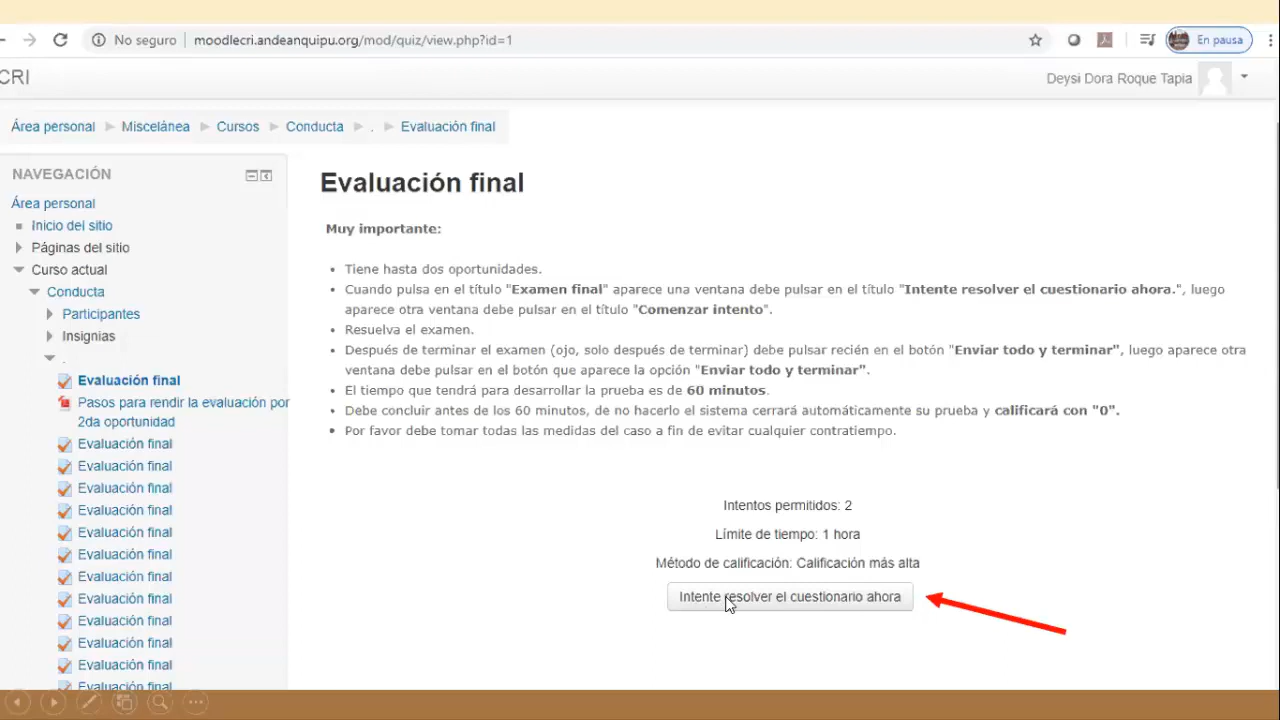 No seguro | moodlecri.andeanquipu.org/mod/quiz/view.php?id=1
En pausa
CRI
Deysi Dora Roque Tapia
Área personal Miscelánea Cursos Conducta . Evaluación final
NAVEGACIÓN
Área personal
Inicio del sitio
Páginas del sitio
Curso actual
Conducta
Participantes
Insignias
.
Evaluación final
Pasos para rendir la evaluación por
2da oportunidad
Evaluación final
Evaluación final
Evaluación final
Evaluación final
Evaluación final
Evaluación final
Evaluación final
Evaluación final
Evaluación final
Evaluación final
Evaluación final
Evaluación final
Evaluación final
Muy importante:
Tiene hasta dos oportunidades.
Cuando pulsa en el título "Examen final" aparece una ventana debe pulsar en el título "Intente resolver el cuestionario ahora.", luego
aparece otra ventana debe pulsar en el título "Comenzar intento".
Resuelva el examen.
Después de terminar el examen (ojo, solo después de terminar) debe pulsar recién en el botón "Enviar todo y terminar", luego aparece otra
ventana debe pulsar en el botón que aparece la opción "Enviar todo y terminar".
El tiempo que tendrá para desarrollar la prueba es de 60 minutos.
Debe concluir antes de los 60 minutos, de no hacerlo el sistema cerrará automáticamente su prueba y calificará con "0".
Por favor debe tomar todas las medidas del caso a fin de evitar cualquier contratiempo.
Intentos permitidos: 2
Límite de tiempo: 1 hora
Método de calificación: Calificación más alta
Intente resolver el cuestionario ahora